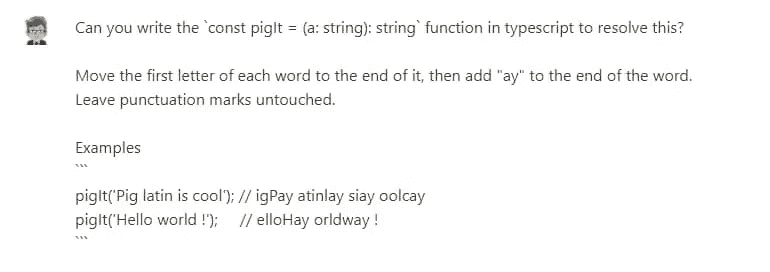 Can you write the `const pigIt = (a: string): string` function in typescript to resolve this?
Move the first letter of each word to the end of it, then add "ay" to the end of the word.
Leave punctuation marks untouched.
Examples
```
pigIt('Pig latin is cool'); // igPay atinlay siay oolcay
pigIt('Hello world !');     // elloHay orldway !
```